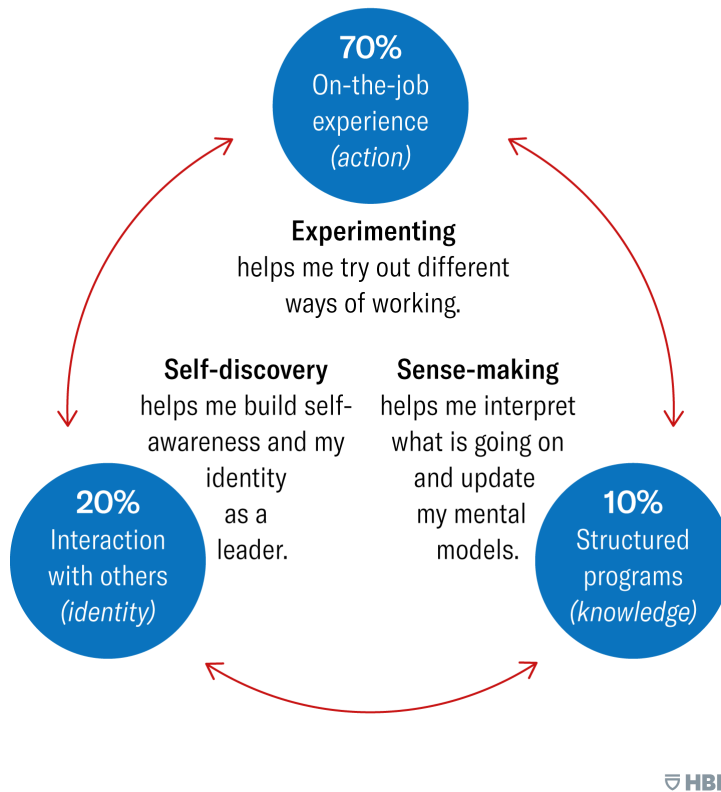 70%
On-the-job
experience
(action)
Experimenting
helps me try out different
ways of working.
Self-discovery
helps me build self-
awareness and my
identity
as a
leader.
Sense-making
helps me interpret
what is going on
and update
my mental
models.
20%
Interaction
with others
(identity)
10%
Structured
programs
(knowledge)